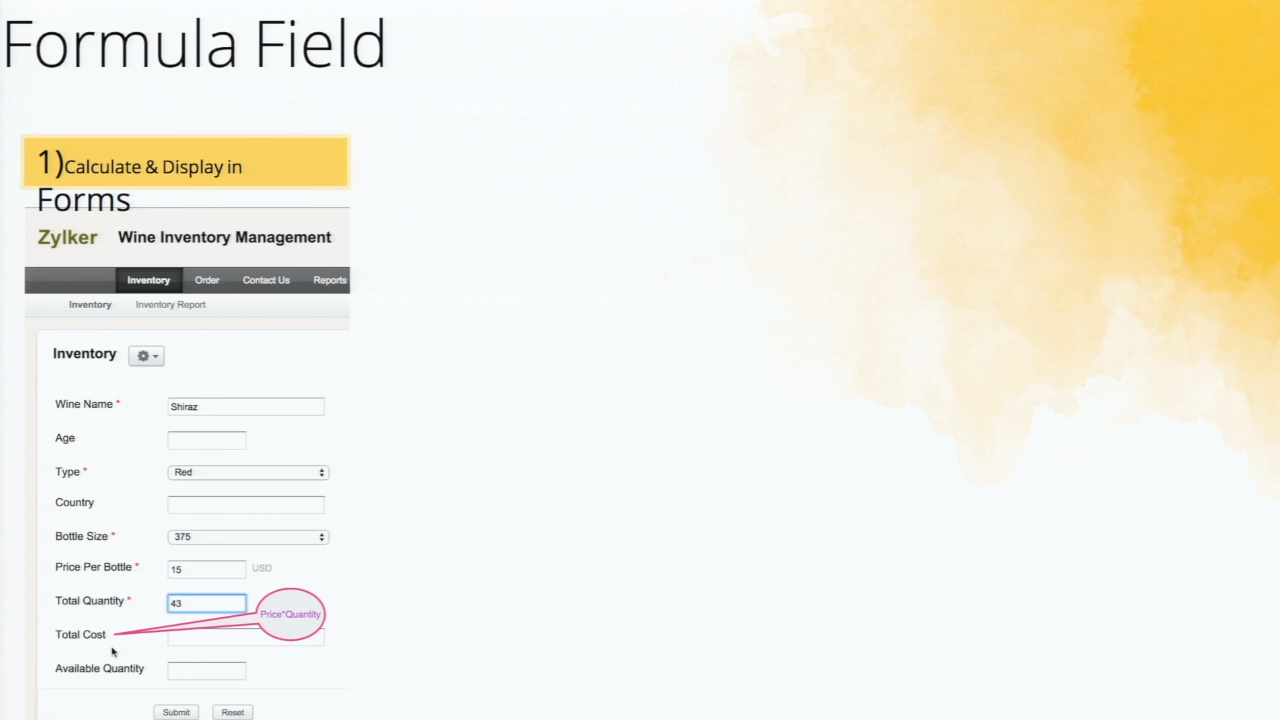 Formula Field
1)Calculate & Display in
Forms
Zylker Wine Inventory Management
Inventory Order Contact Us Reports
Inventory Inventory Report
Inventory
Wine Name * Shiraz
Age
Type * Red
Country
Bottle Size * 375
Price Per Bottle * 15 USD
Total Quantity * 43
Price*Quantity
Total Cost
Available Quantity
Submit Reset